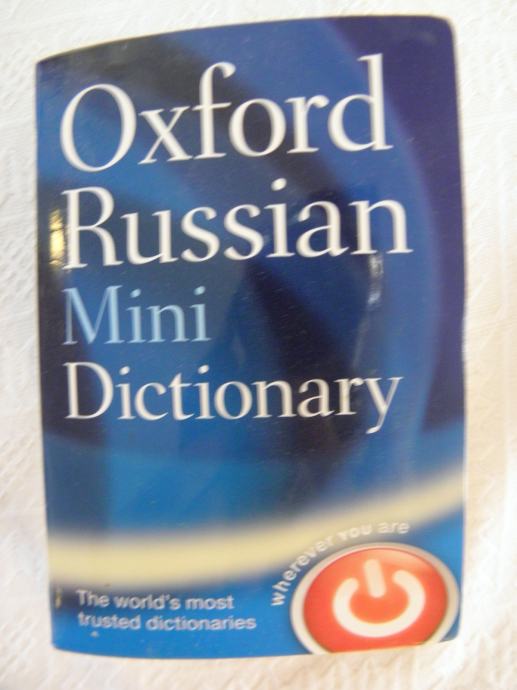 Oxford
Russian
Mini
Dictionary
wherever you are
The world's most
trusted dictionaries